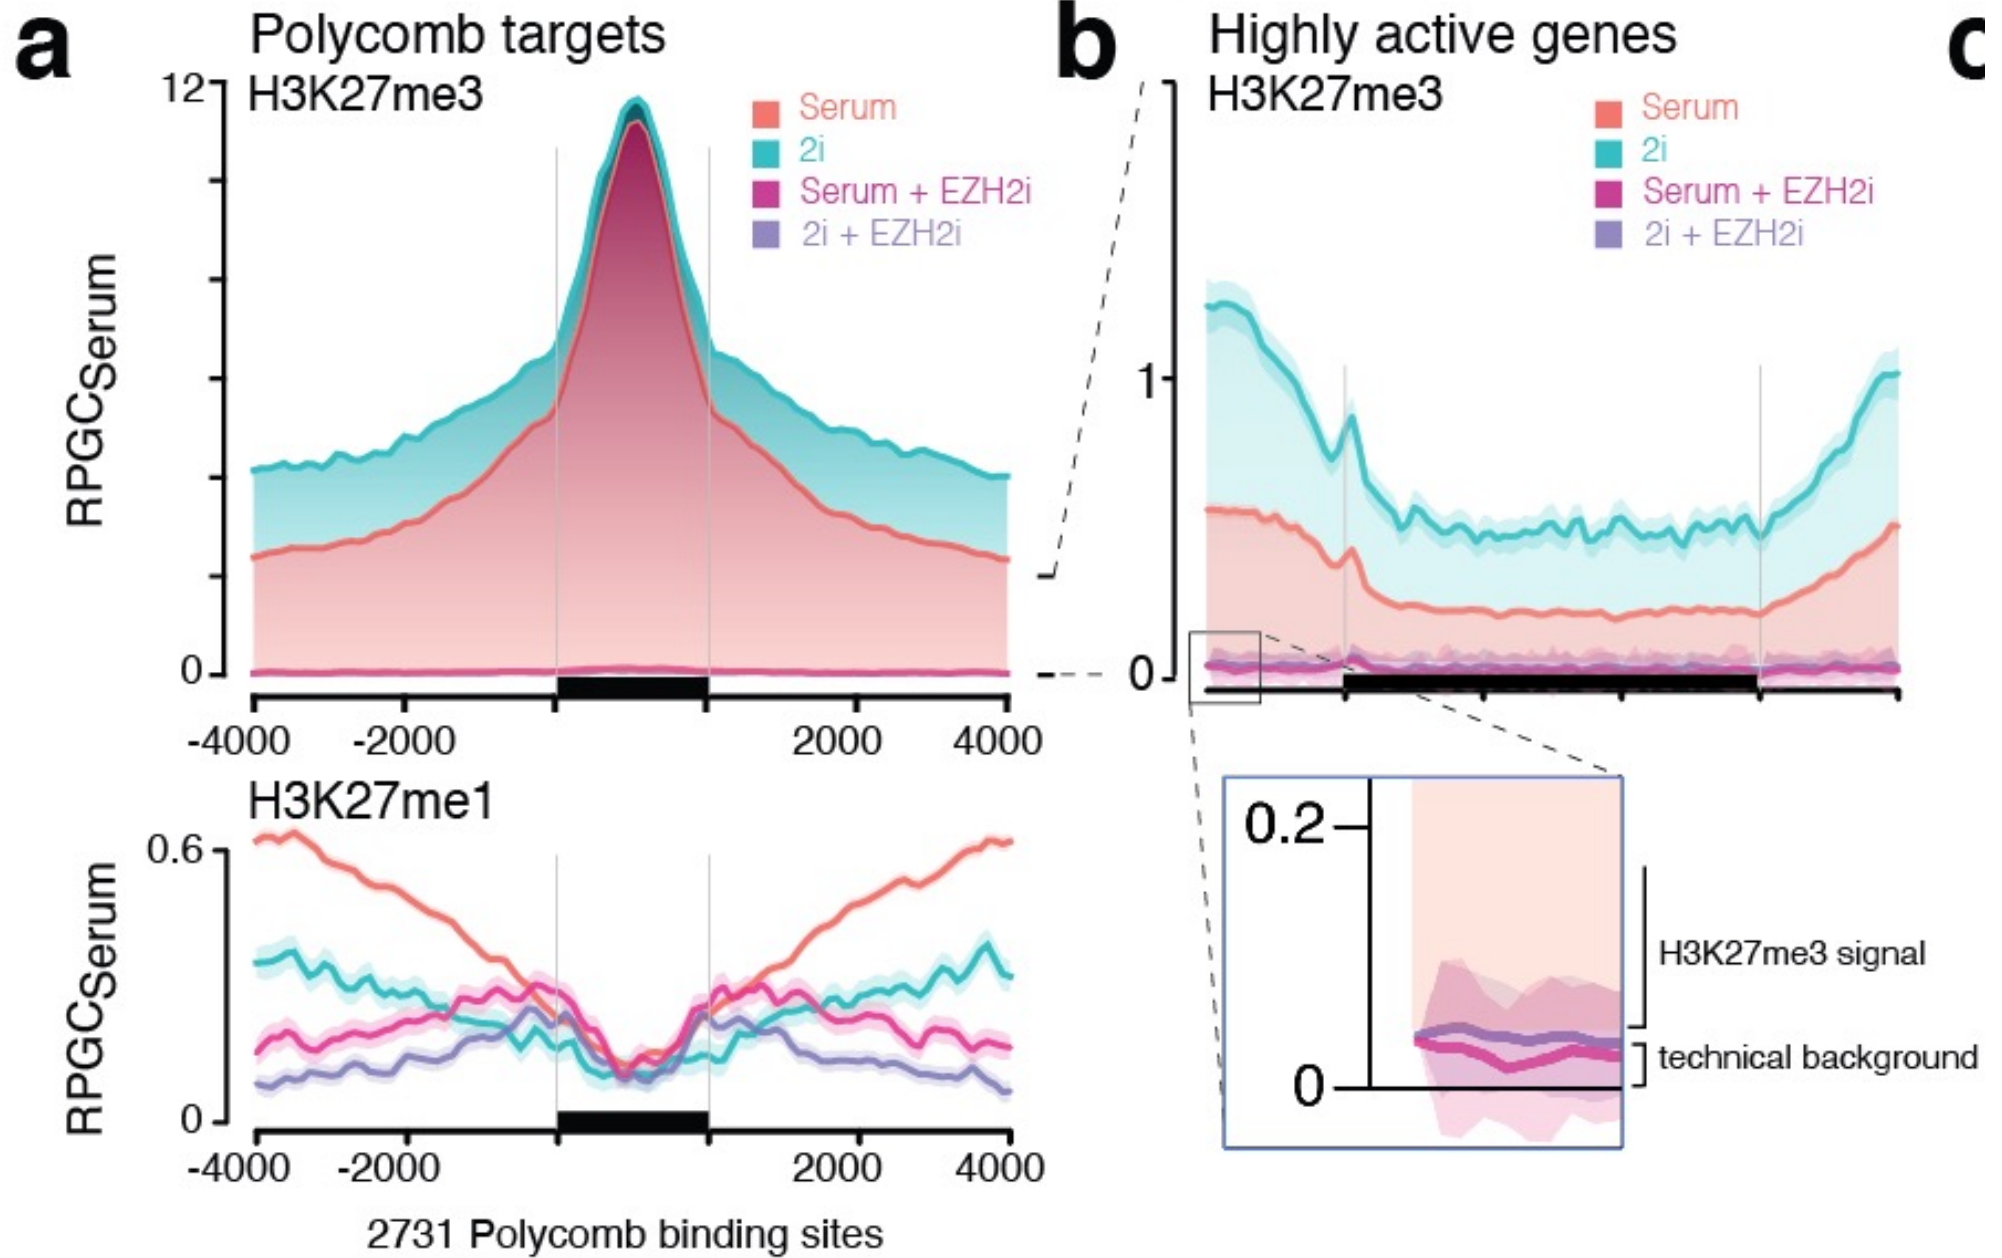 a
Polycomb targets
H3K27me3
12
0
RPGCSerum
Serum
2i
Serum + EZH2i
2i + EZH2i
-4000 -2000 2000 4000
H3K27me1
0.6
0
RPGCSerum
-4000 -2000 2000 4000
2731 Polycomb binding sites
b
Highly active genes
H3K27me3
Serum
2i
Serum + EZH2i
2i + EZH2i
1
0
0.2
0
H3K27me3 signal
technical background